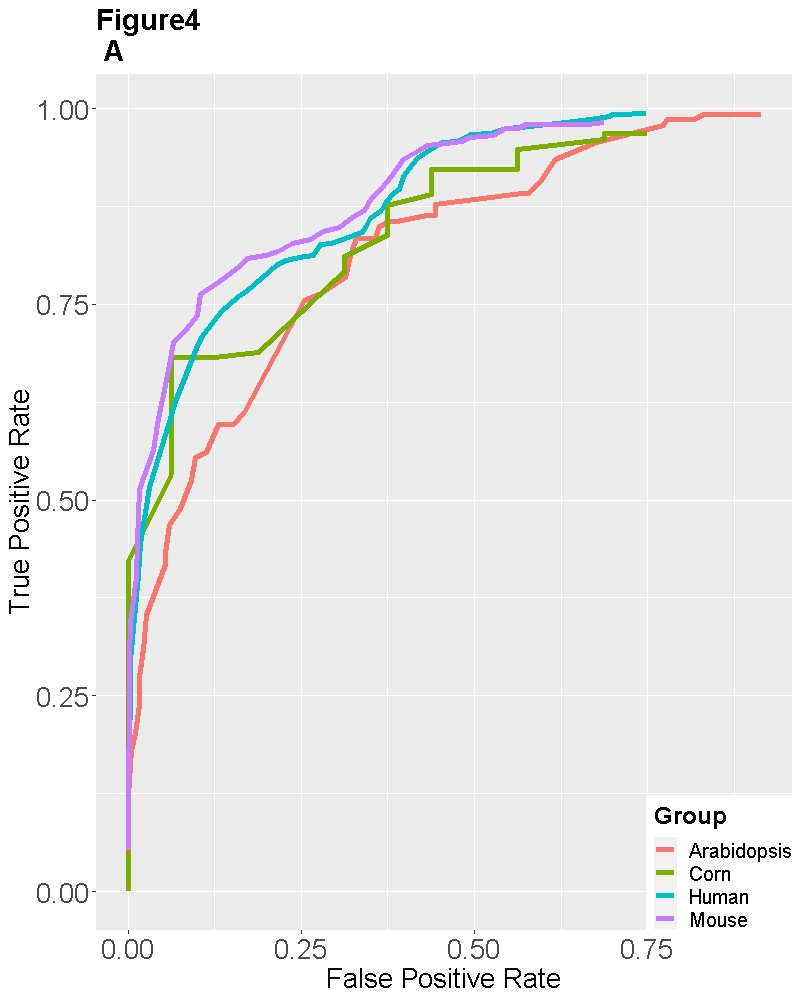 Figure4
A
1.00
0.75
0.50
0.25
0.00
True Positive Rate
0.00 0.25 0.50 0.75
False Positive Rate
Group
Arabidopsis
Corn
Human
Mouse